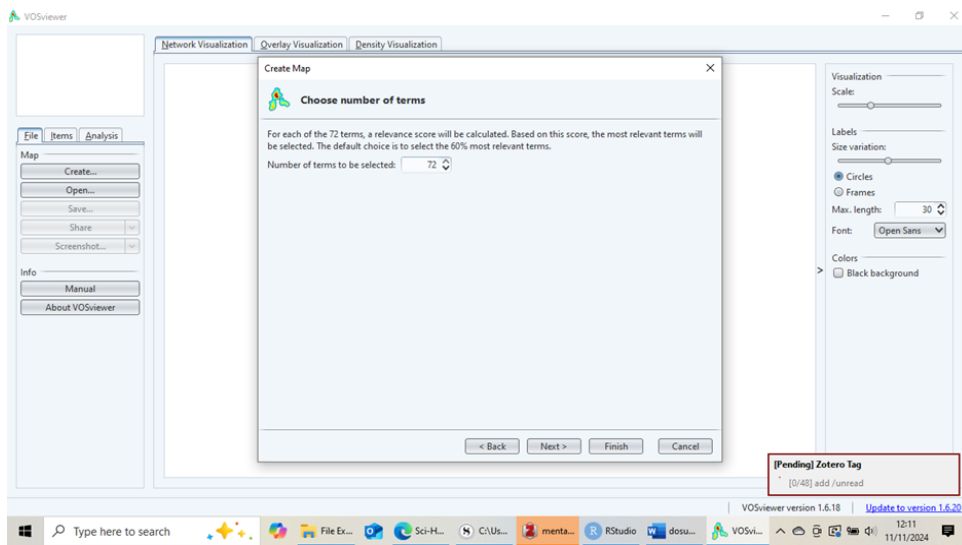 VOSviewer
Network Visualization Overlay Visualization Density Visualization
Create Map
Choose number of terms
For each of the 72 terms, a relevance score will be calculated. Based on this score, the most relevant terms will
be selected. The default choice is to select the 60% most relevant terms.
Number of terms to be selected: 72
< Back Next > Finish Cancel
File Items Analysis
Map
Create...
Open...
Save...
Share
Screenshot...
Info
Manual
About VOSviewer
Visualization
Scale:
Labels
Size variation:
Circles
Frames
Max. length: 30
Font: Open Sans
Colors
> Black background
[Pending] Zotero Tag
[0/48] add /unread
VOSviewer version 1.6.18 Update to version 1.6.20
Type here to search File Ex... Sci-H... C:\Us... menta... RStudio dosu... VOSvi... 12:11
11/11/2024